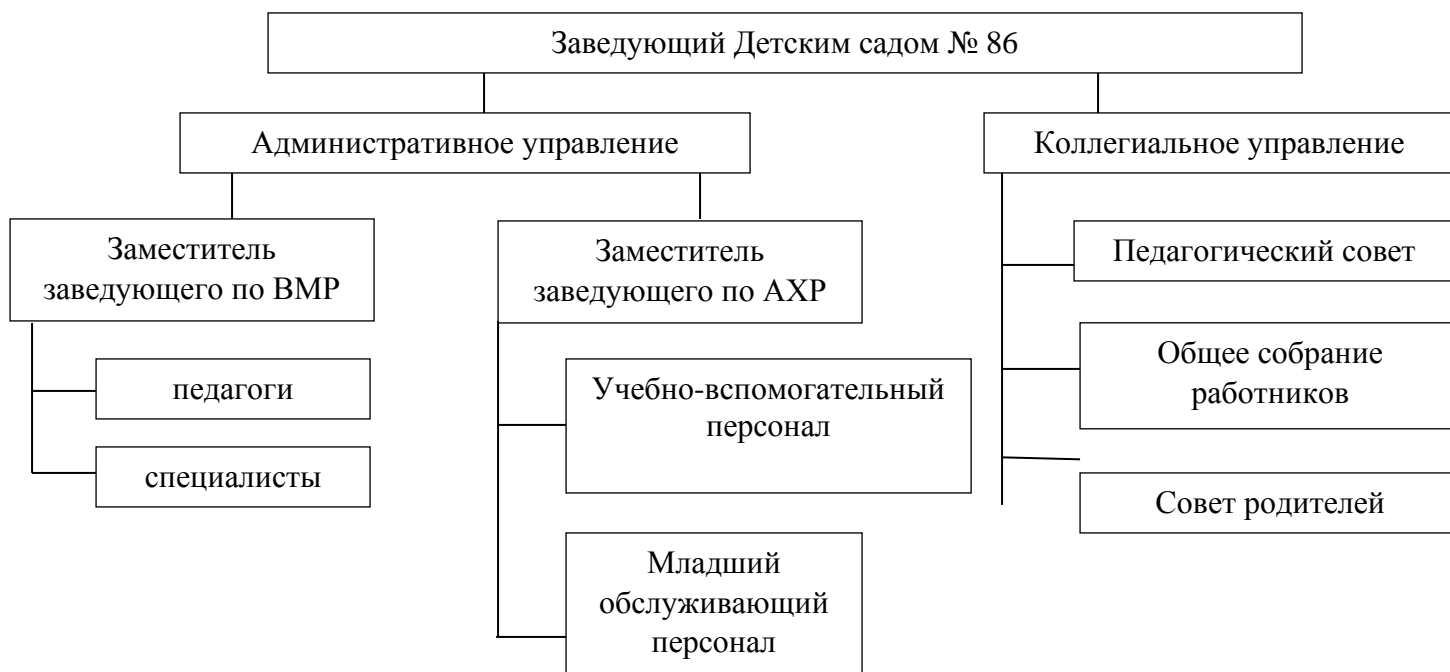 Заведующий Детским садом № 86
Административное управление
Коллегиальное управление
Заместитель
заведующего по ВМР
Заместитель
заведующего по АХР
Педагогический совет
педагоги
специалисты
Учебно-вспомогательный
персонал
Общее собрание
работников
Совет родителей
Младший
обслуживающий
персонал